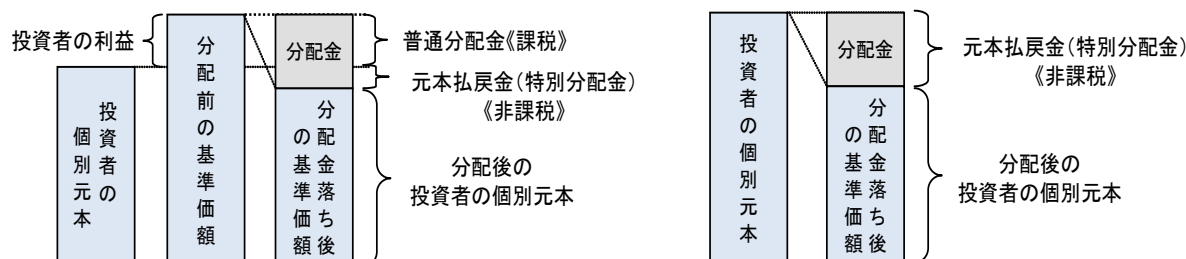 投資者の利益
投資者の
個別元本
分配前の基準価額
分配金
分配金落ち後
の基準価額
普通分配金《課税》
元本払戻金(特別分配金)
《非課税》
分配後の
投資者の個別元本
投資者の個別元本
分配金
分配金落ち後
の基準価額
元本払戻金(特別分配金)
《非課税》
分配後の
投資者の個別元本